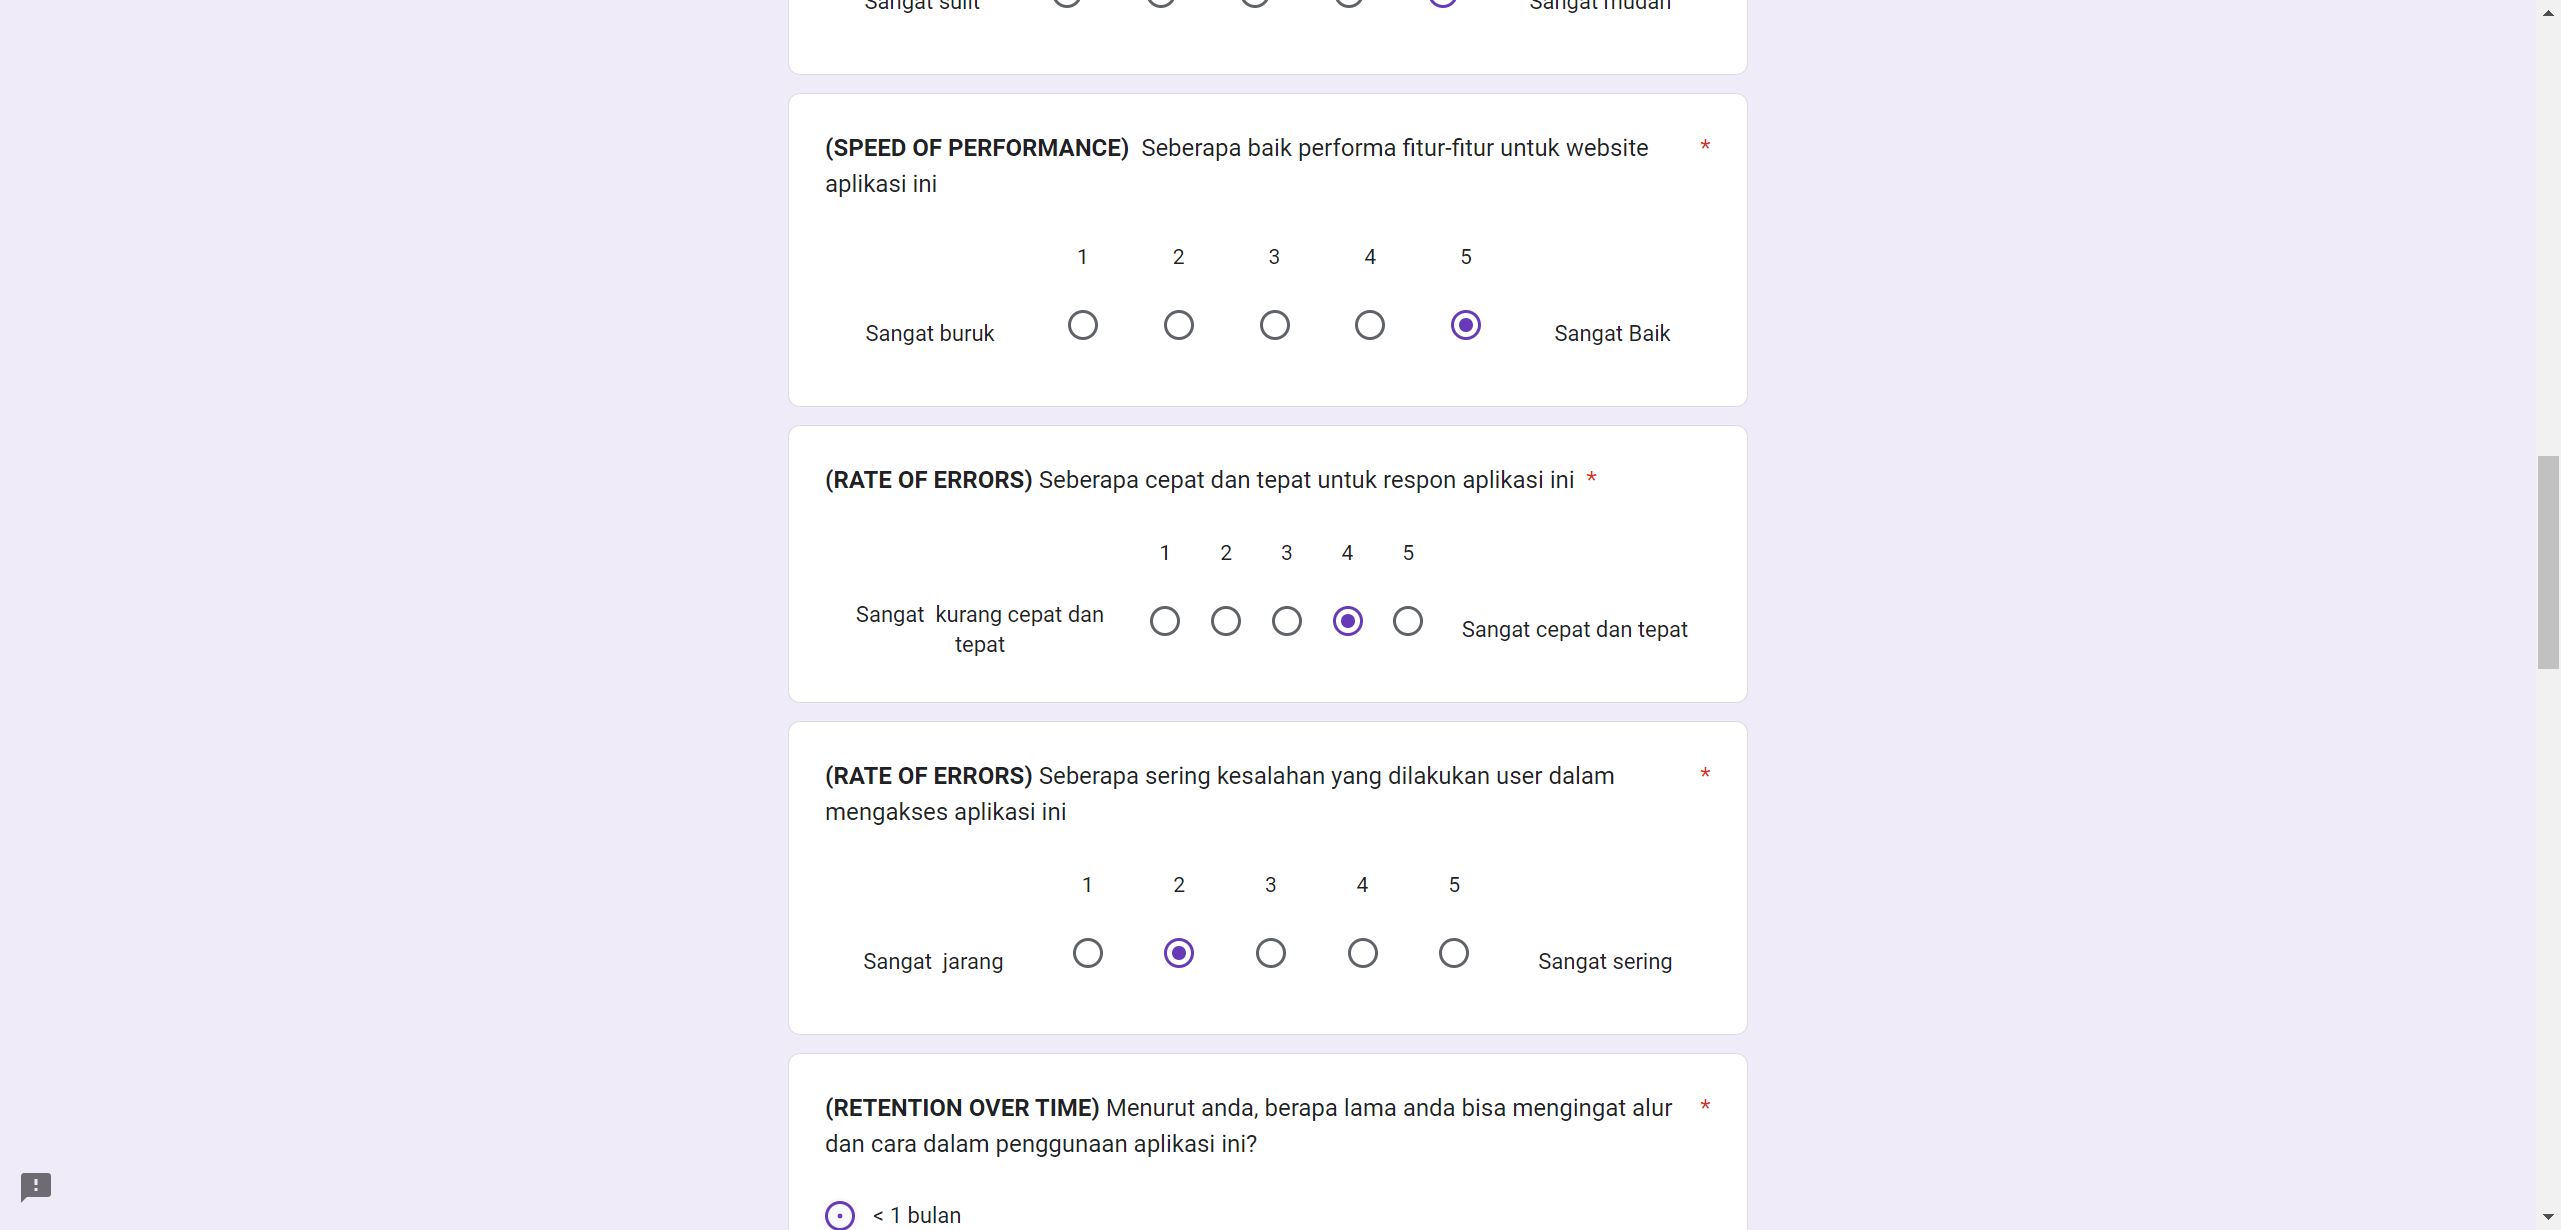 Sangat sulit Sangat mudah
(SPEED OF PERFORMANCE) Seberapa baik performa fitur-fitur untuk website *
aplikasi ini
1 2 3 4 5
Sangat buruk Sangat Baik
(RATE OF ERRORS) Seberapa cepat dan tepat untuk respon aplikasi ini *
1 2 3 4 5
Sangat kurang cepat dan
tepat
Sangat cepat dan tepat
(RATE OF ERRORS) Seberapa sering kesalahan yang dilakukan user dalam *
mengakses aplikasi ini
1 2 3 4 5
Sangat jarang Sangat sering
(RETENTION OVER TIME) Menurut anda, berapa lama anda bisa mengingat alur *
dan cara dalam penggunaan aplikasi ini?
< 1 bulan